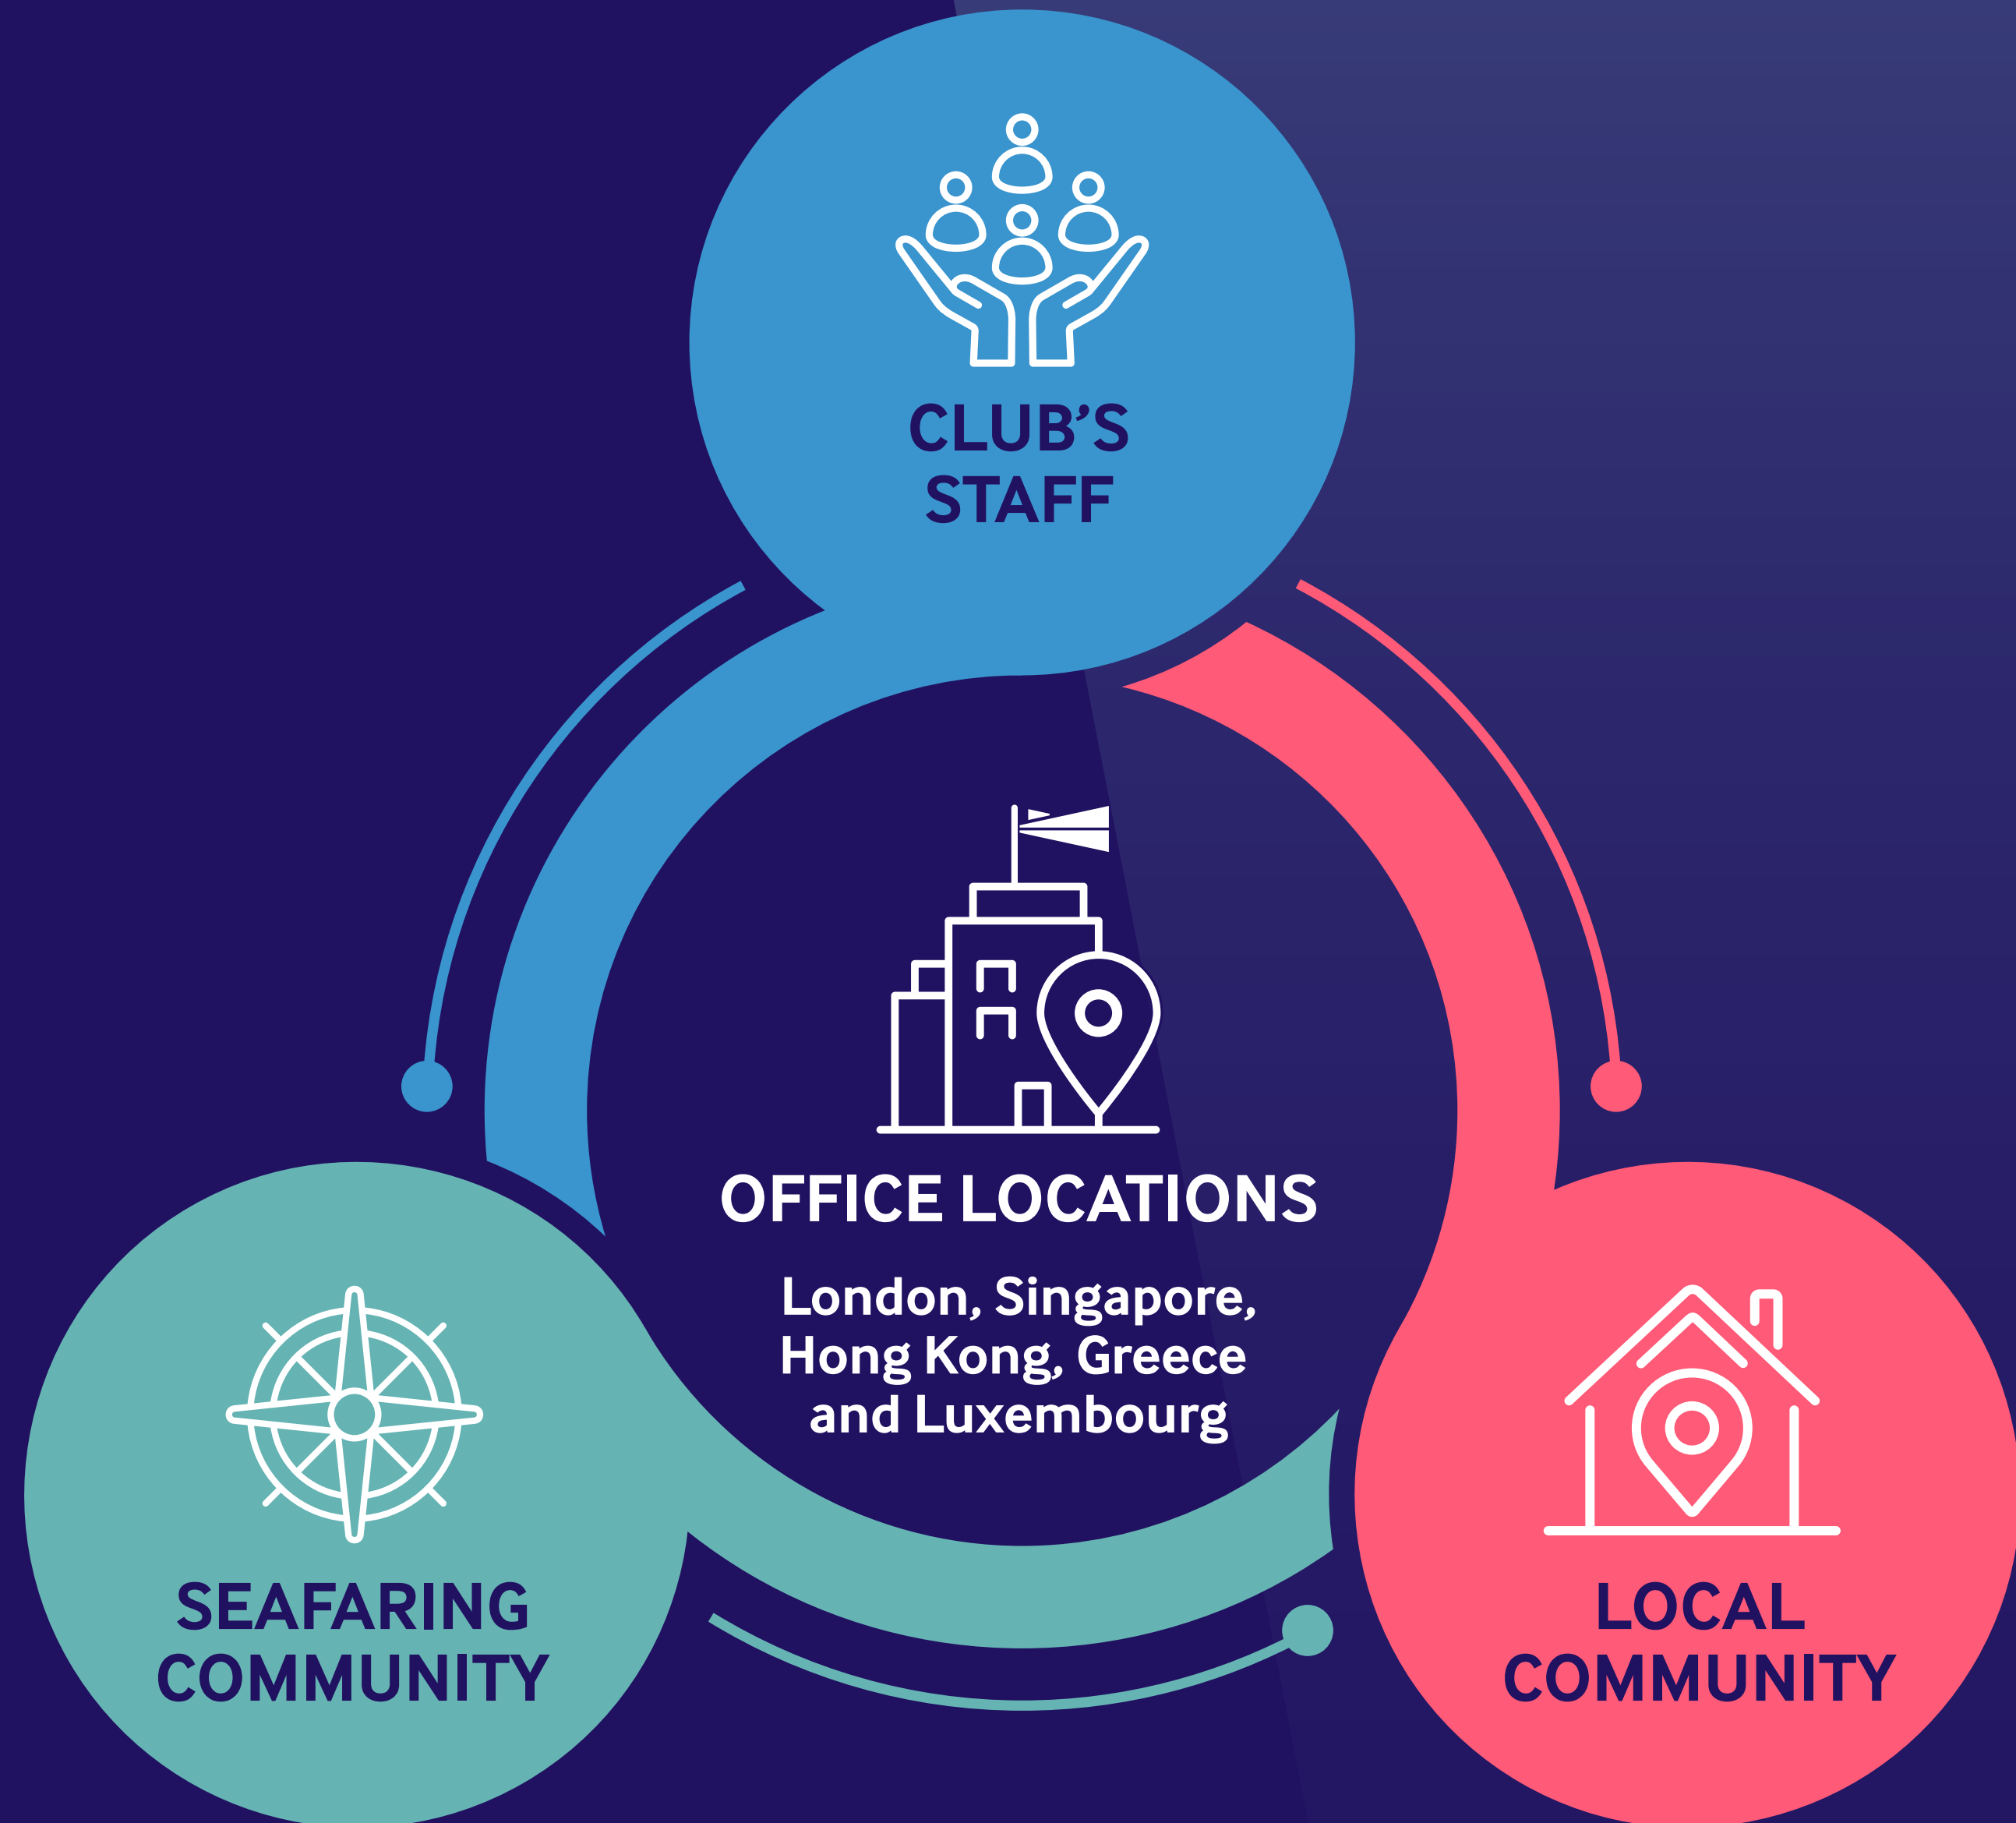 CLUB’S
STAFF
OFFICE LOCATIONS
London, Singapore,
Hong Kong, Greece
and Luxembourg
SEAFARING
COMMUNITY
LOCAL
COMMUNITY